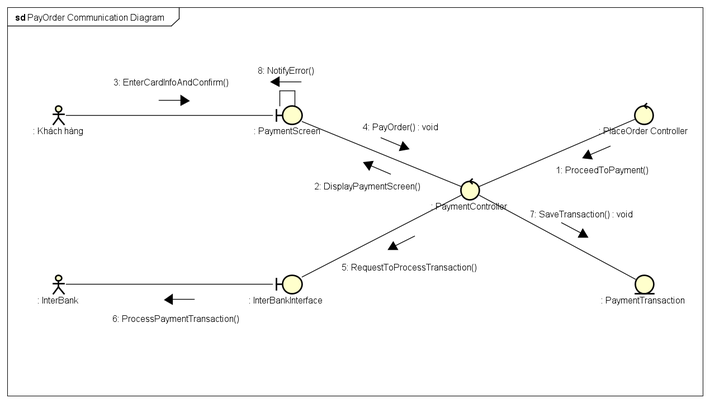 sd PayOrder Communication Diagram
8: NotifyError()
3: EnterCardInfoAndConfirm()
4: PayOrder() : void
: Khách hàng
: PaymentScreen
: PlaceOrder Controller
1: ProceedToPayment()
2: DisplayPaymentScreen()
: PaymentController
7: SaveTransaction() : void
5: RequestToProcessTransaction()
: InterBank
: InterBankInterface
: PaymentTransaction
6: ProcessPaymentTransaction()